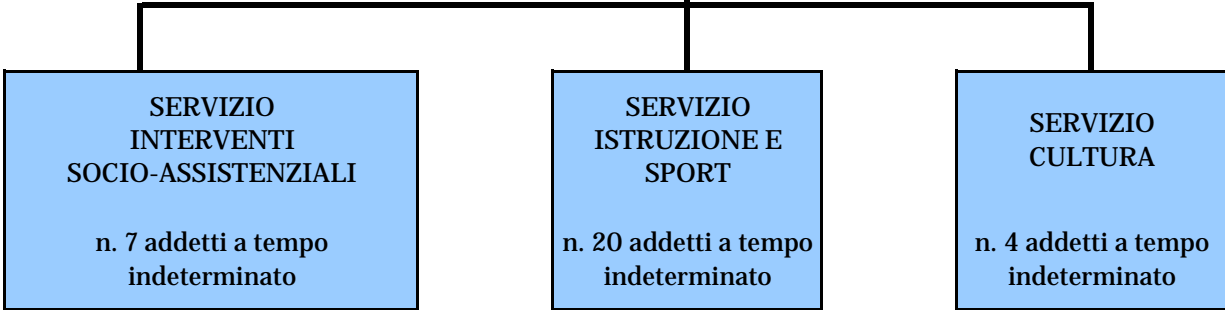 SERVIZIO
INTERVENTI
SOCIO-ASSISTENZIALI
n. 7 addetti a tempo
indeterminato
SERVIZIO
ISTRUZIONE E
SPORT
n. 20 addetti a tempo
indeterminato
SERVIZIO
CULTURA
n. 4 addetti a tempo
indeterminato